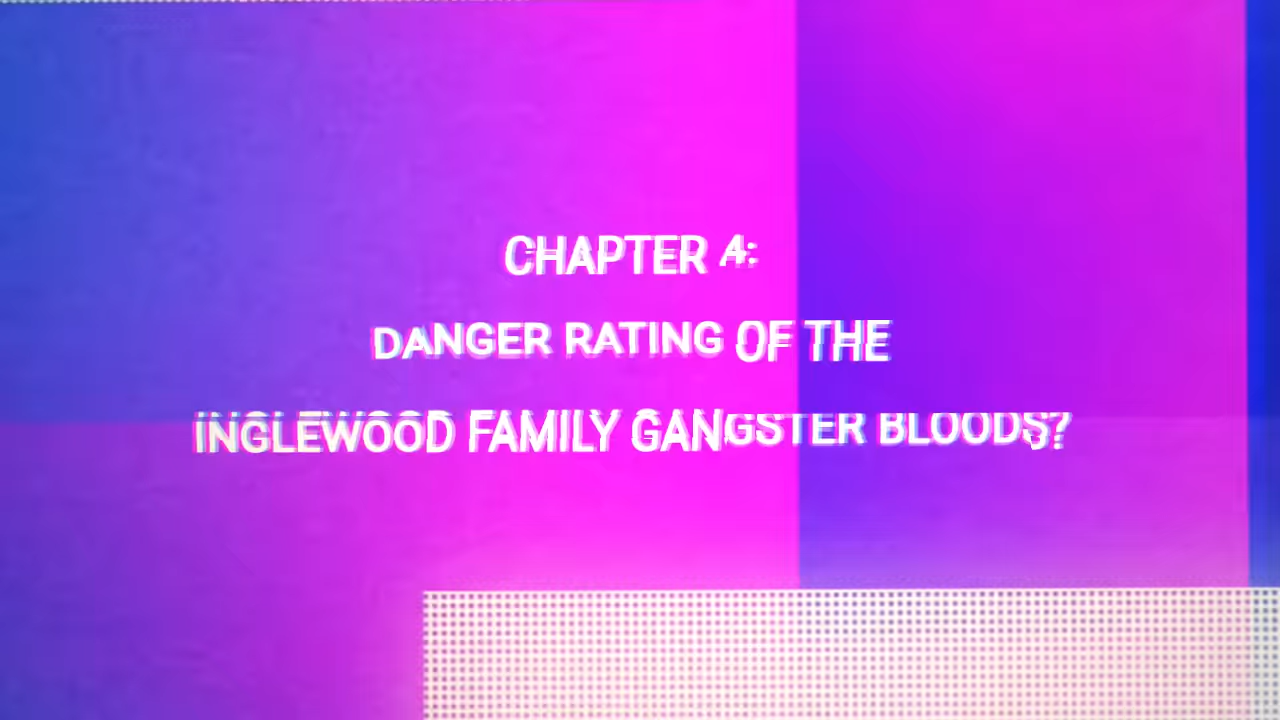 CHAPTER 4:
DANGER RATING OF THE
INGLEWOOD FAMILY GANGSTER BLOODS?